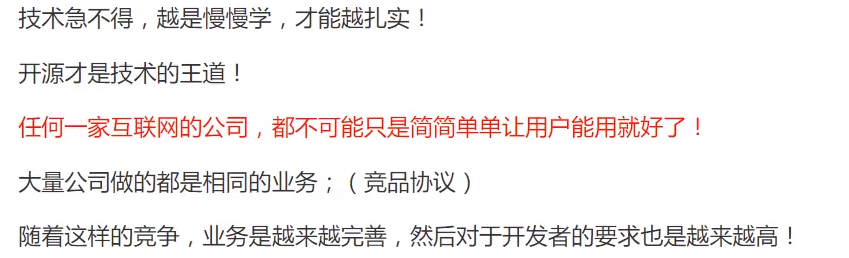 技术急不得，越是慢慢学，才能越扎实！
开源才是技术的王道！
任何一家互联网的公司，都不可能只是简简单单让用户能用就好了！
大量公司做的都是相同的业务；（竞品协议）
随着这样的竞争，业务是越来越完善，然后对于开发者的要求也是越来越高！